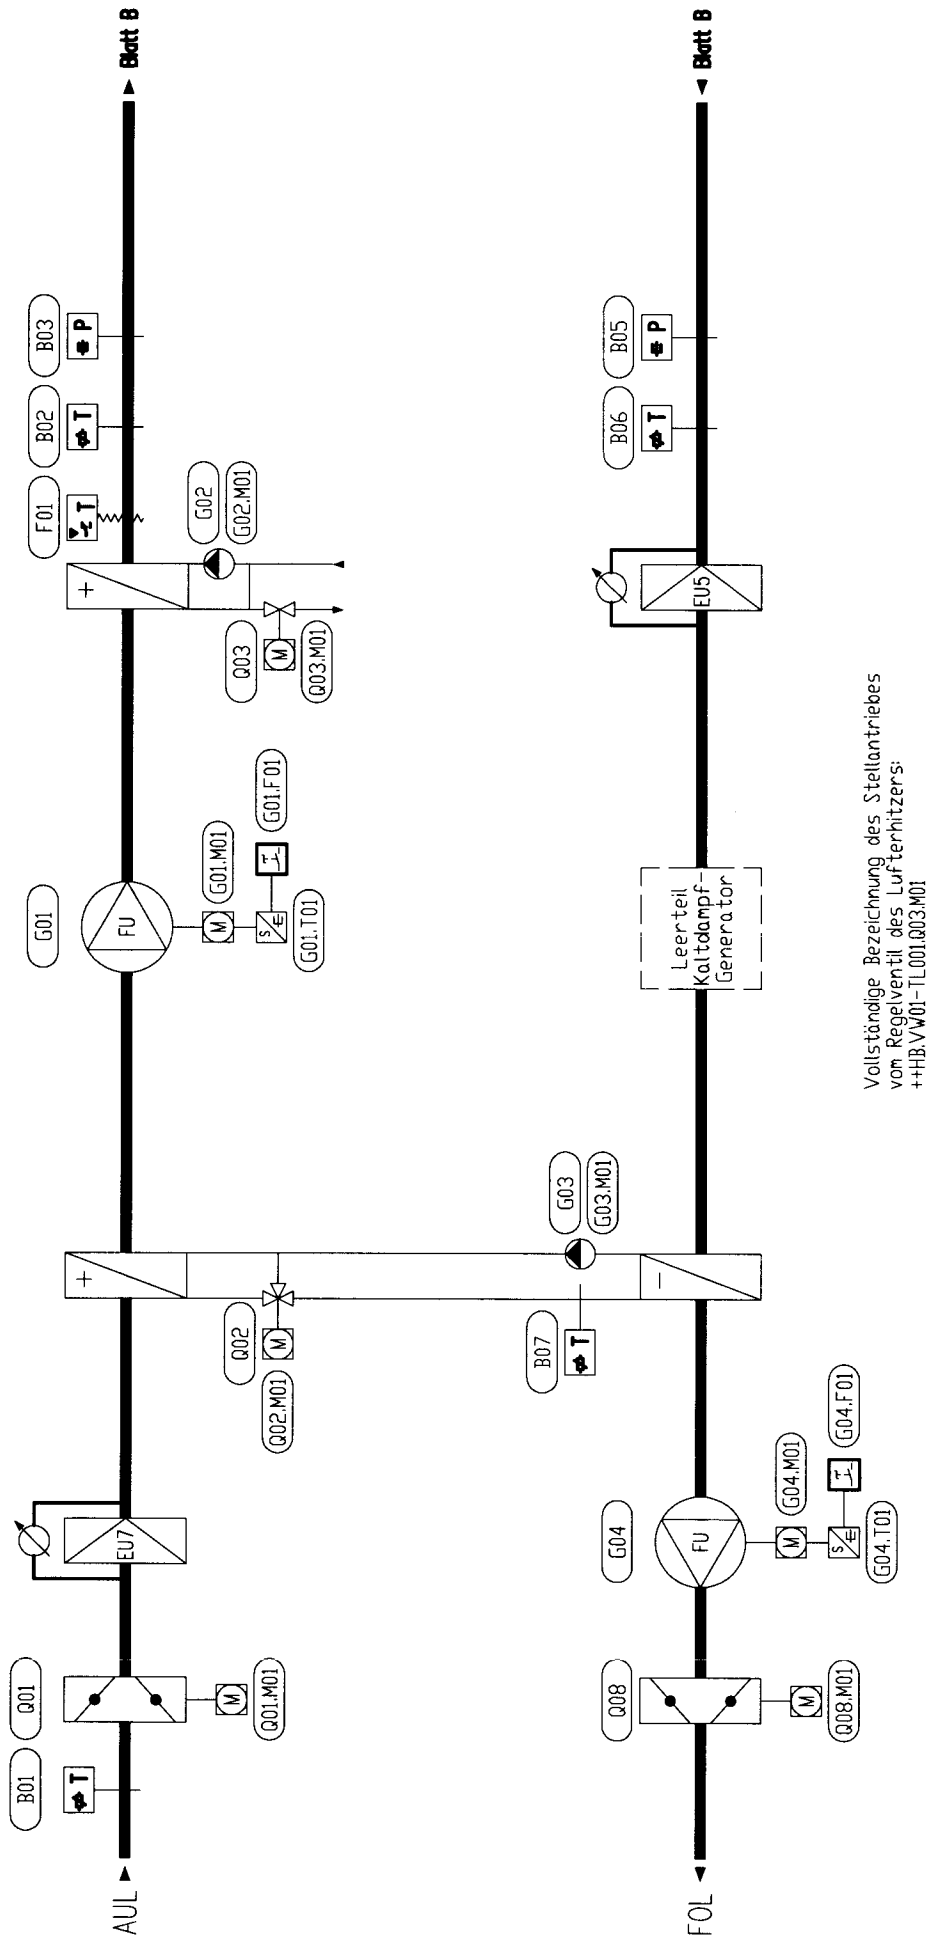 AUL
B01
T
Q01
M
Q01.M01
EU7
+
Q02
M
Q02.M01
G01
FU
G01.M01
M
S
E
G01.T01
G01.F01
+
Q03
M
Q03.M01
G02
G02.M01
F01
T
B02
T
B03
P
Blatt B
FOL
Q08
M
Q08.M01
G04
FU
G04.M01
M
S
E
G04.T01
G04.F01
B07
T
G03
G03.M01
-
Leerteil
Kaltdampf-
Generator
EU5
B06
T
B05
P
Blatt B
Vollständige Bezeichnung des Stellantriebes
vom Regelventil des Lufterhitzers:
++HB.VW01-TL001.Q03.M01